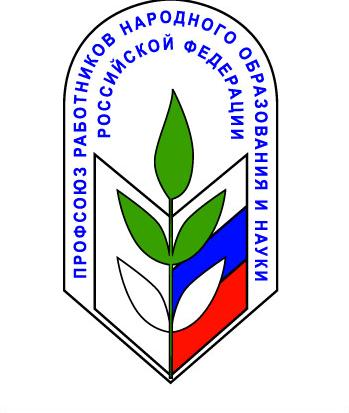 ПРОФСОЮЗ РАБОТНИКОВ НАРОДНОГО ОБРАЗОВАНИЯ И НАУКИ
РОССИЙСКОЙ ФЕДЕРАЦИИ